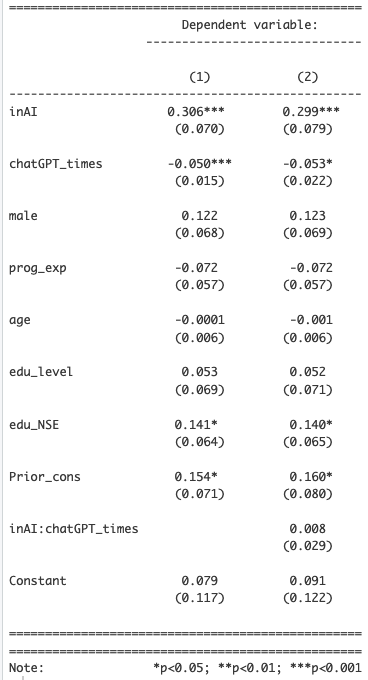 ===============================================
Dependent variable:
----------------------------
(1) (2)
-----------------------------------------------
inAI 0.306*** 0.299***
(0.070) (0.079)
chatGPT_times -0.050*** -0.053*
(0.015) (0.022)
male 0.122 0.123
(0.068) (0.069)
prog_exp -0.072 -0.072
(0.057) (0.057)
age -0.0001 -0.001
(0.006) (0.006)
edu_level 0.053 0.052
(0.069) (0.071)
edu_NSE 0.141* 0.140*
(0.064) (0.065)
Prior_cons 0.154* 0.160*
(0.071) (0.080)
inAI:chatGPT_times 0.008
(0.029)
Constant 0.079 0.091
(0.117) (0.122)
===============================================
===============================================
Note: *p<0.05; **p<0.01; ***p<0.001